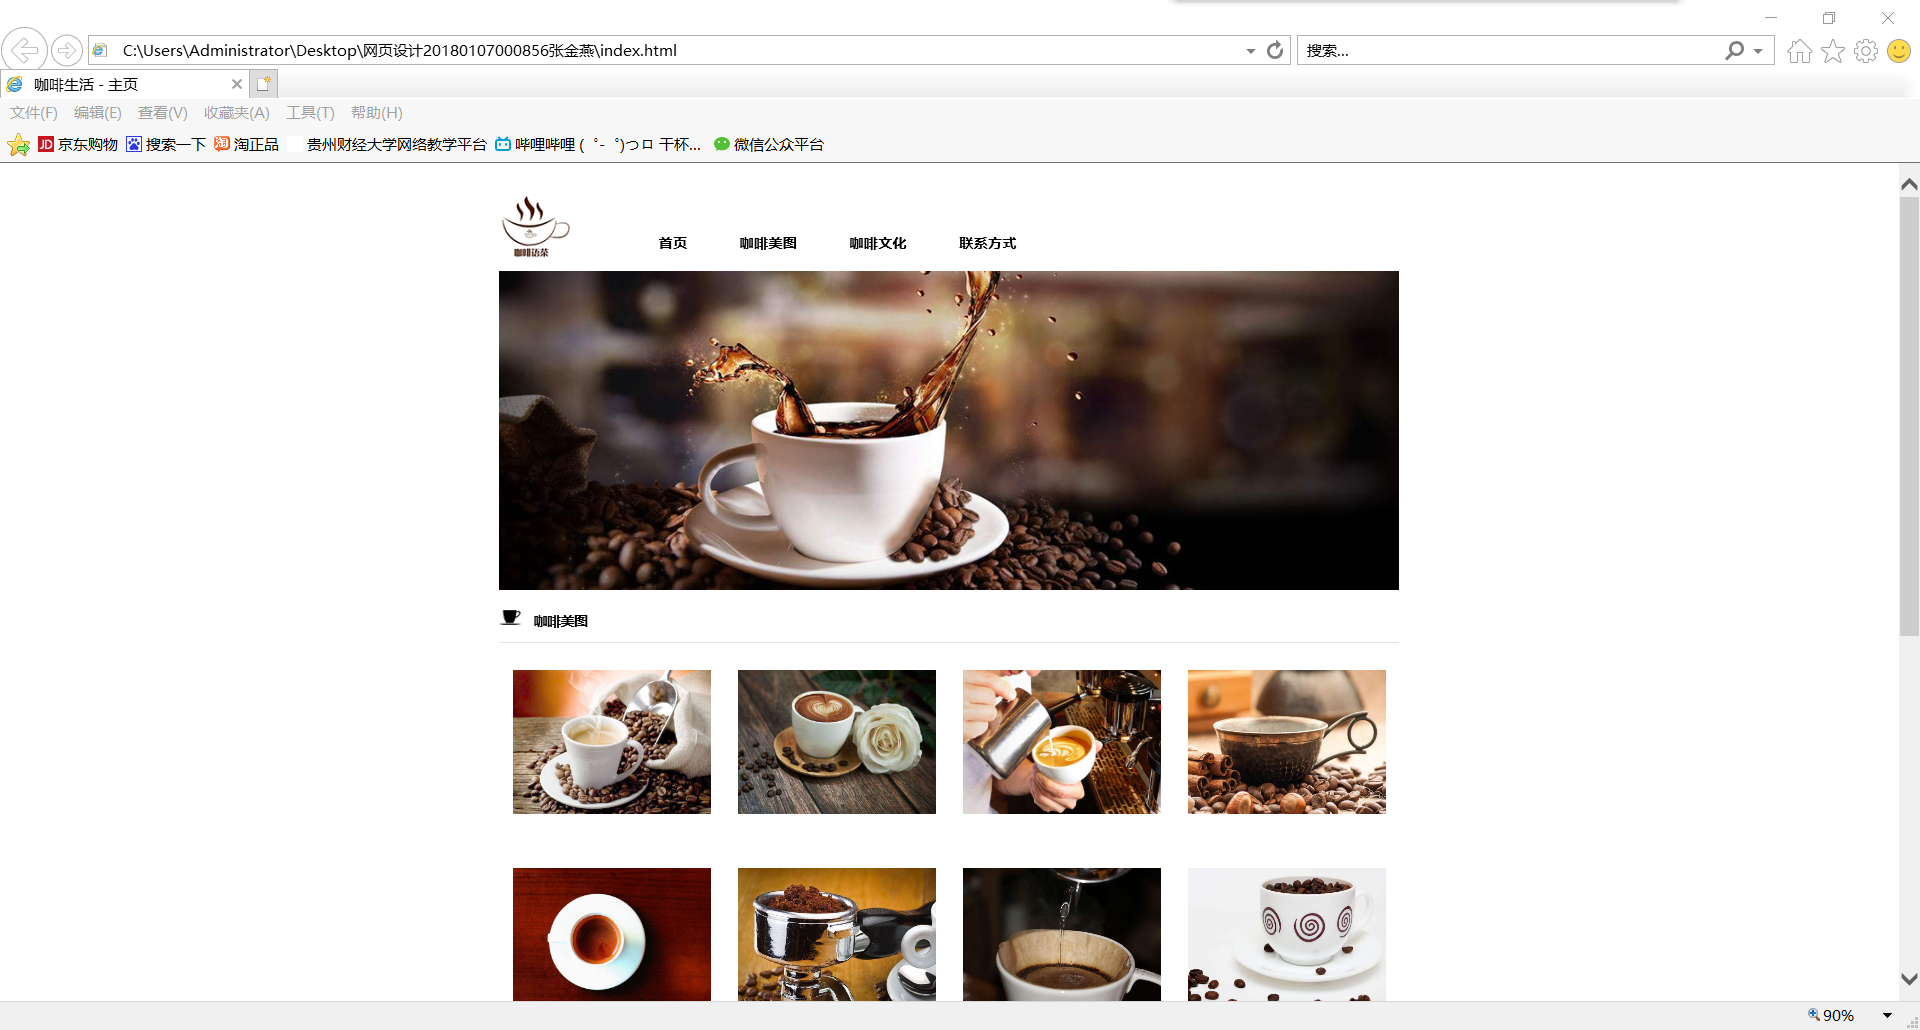 C:\Users\Administrator\Desktop\网页设计20180107000856张金燕\index.html
搜索...
咖啡生活 - 主页
文件(F) 编辑(E) 查看(V) 收藏夹(A) 工具(T) 帮助(H)
京东购物 搜索一下 淘正品 贵州财经大学网络教学平台 哔哩哔哩 ( ゜- ゜)つロ 干杯... 微信公众平台
咖啡语茶
首页 咖啡美图 咖啡文化 联系方式
咖啡美图
90%